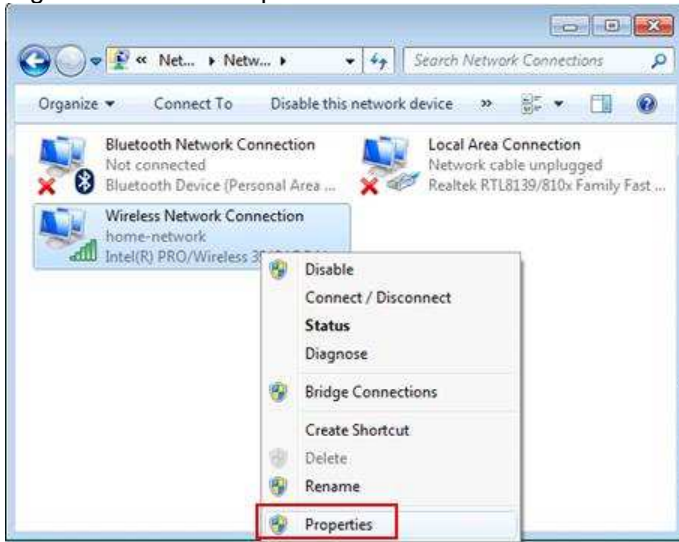 « Net... ▸ Netw... ▸
Search Network Connections
Organize ▾ Connect To Disable this network device »
Bluetooth Network Connection
Not connected
Bluetooth Device (Personal Area ...
Local Area Connection
Network cable unplugged
Realtek RTL8139/810x Family Fast ...
Wireless Network Connection
home-network
Intel(R) PRO/Wireless
Disable
Connect / Disconnect
Status
Diagnose
Bridge Connections
Create Shortcut
Delete
Rename
Properties